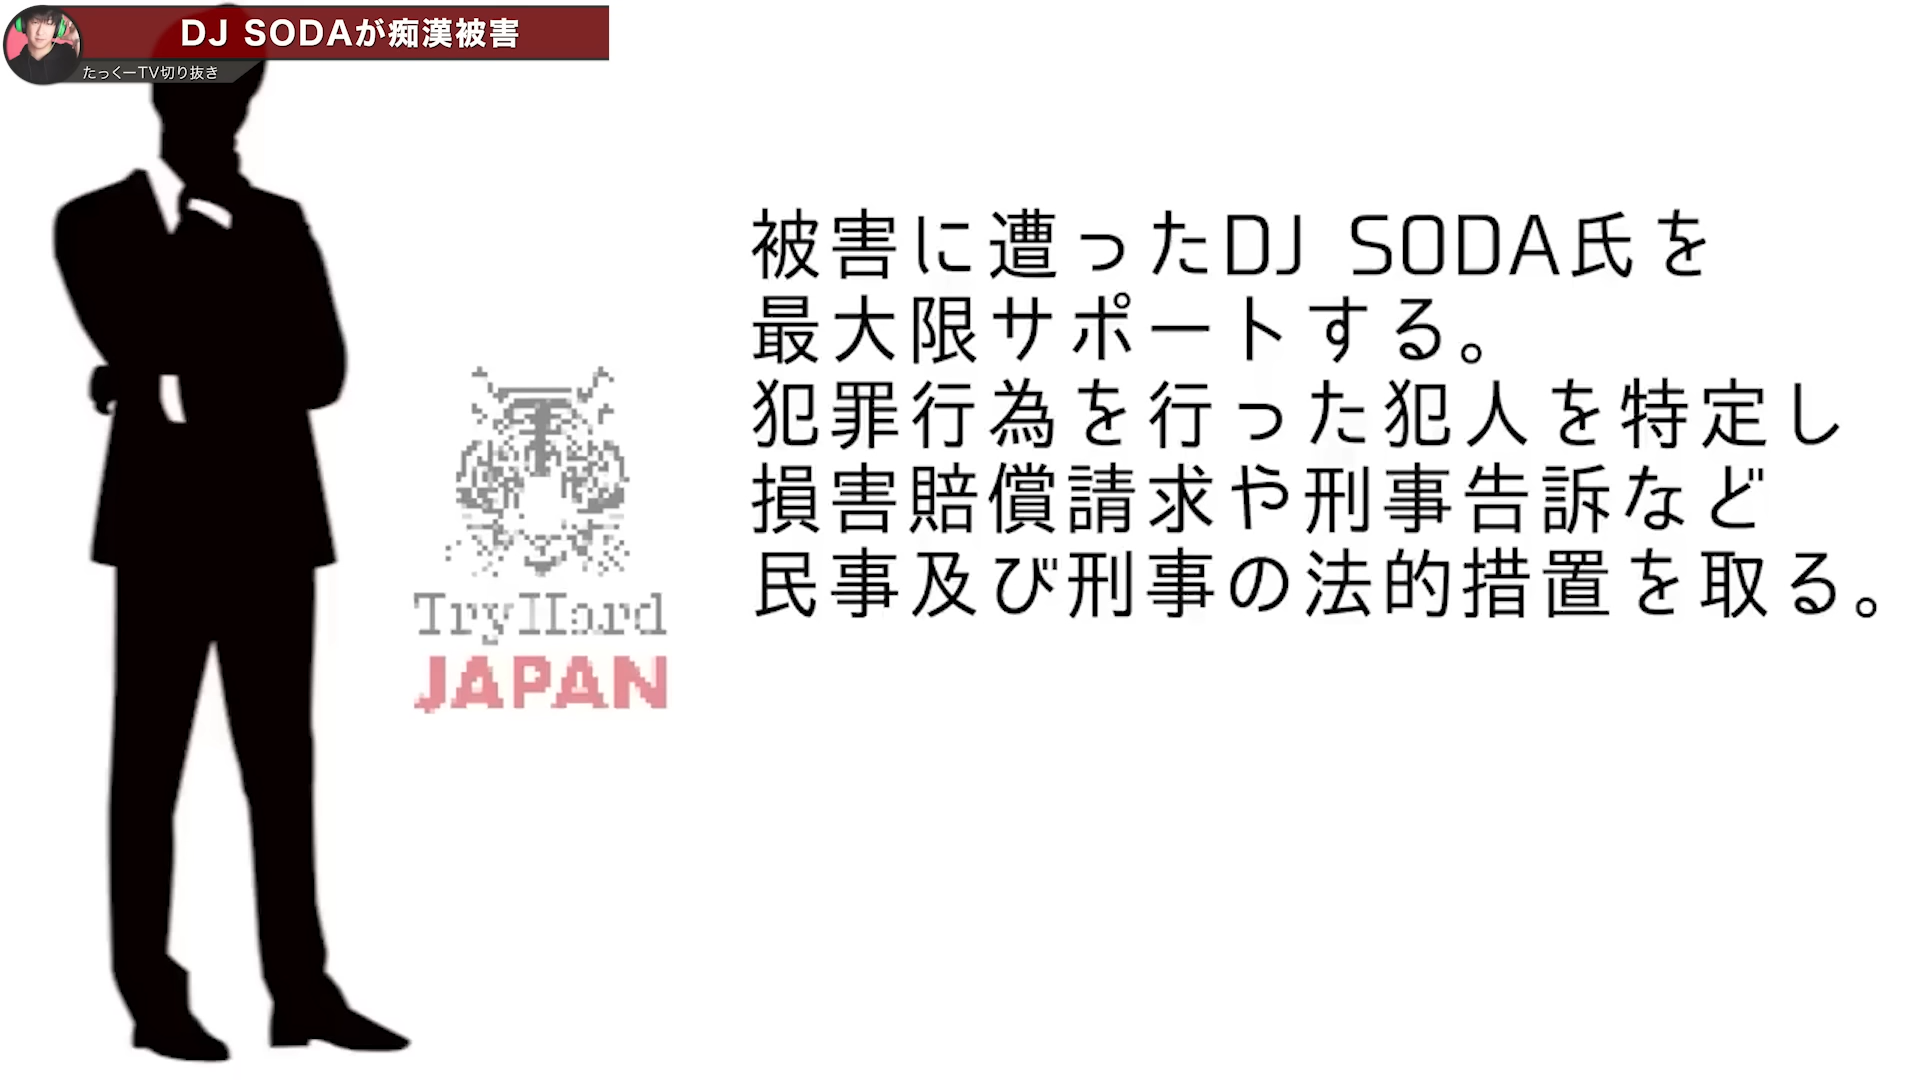 DJ SODAが痴漢被害
たっくーTV切り抜き
被害に遭ったDJ SODA氏を
最大限サポートする。
犯罪行為を行った犯人を特定し
損害賠償請求や刑事告訴など
民事及び刑事の法的措置を取る。
TryHard
JAPAN